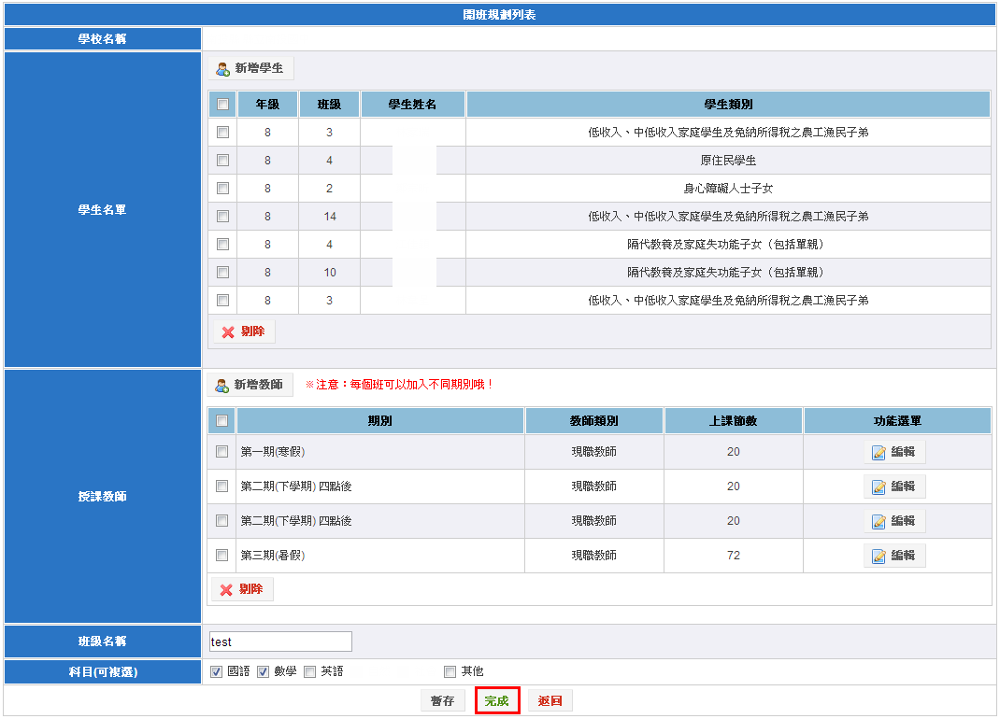 開班規劃列表
學校名稱
學生名單
新增學生
年級 班級 學生姓名 學生類別
8 3 低收入、中低收入家庭學生及免納所得稅之農工漁民子弟
8 4 原住民學生
8 2 身心障礙人士子女
8 14 低收入、中低收入家庭學生及免納所得稅之農工漁民子弟
8 4 隔代教養及家庭失功能子女（包括單親）
8 10 隔代教養及家庭失功能子女（包括單親）
8 3 低收入、中低收入家庭學生及免納所得稅之農工漁民子弟
剔除
授課教師
新增教師 ※注意：每個班可以加入不同期別哦！
期別 教師類別 上課節數 功能選單
第一期(寒假) 現職教師 20 編輯
第二期(下學期) 四點後 現職教師 20 編輯
第二期(下學期) 四點後 現職教師 20 編輯
第三期(暑假) 現職教師 72 編輯
剔除
班級名稱 test
科目(可複選) 國語 數學 英語 其他
暫存 完成 返回